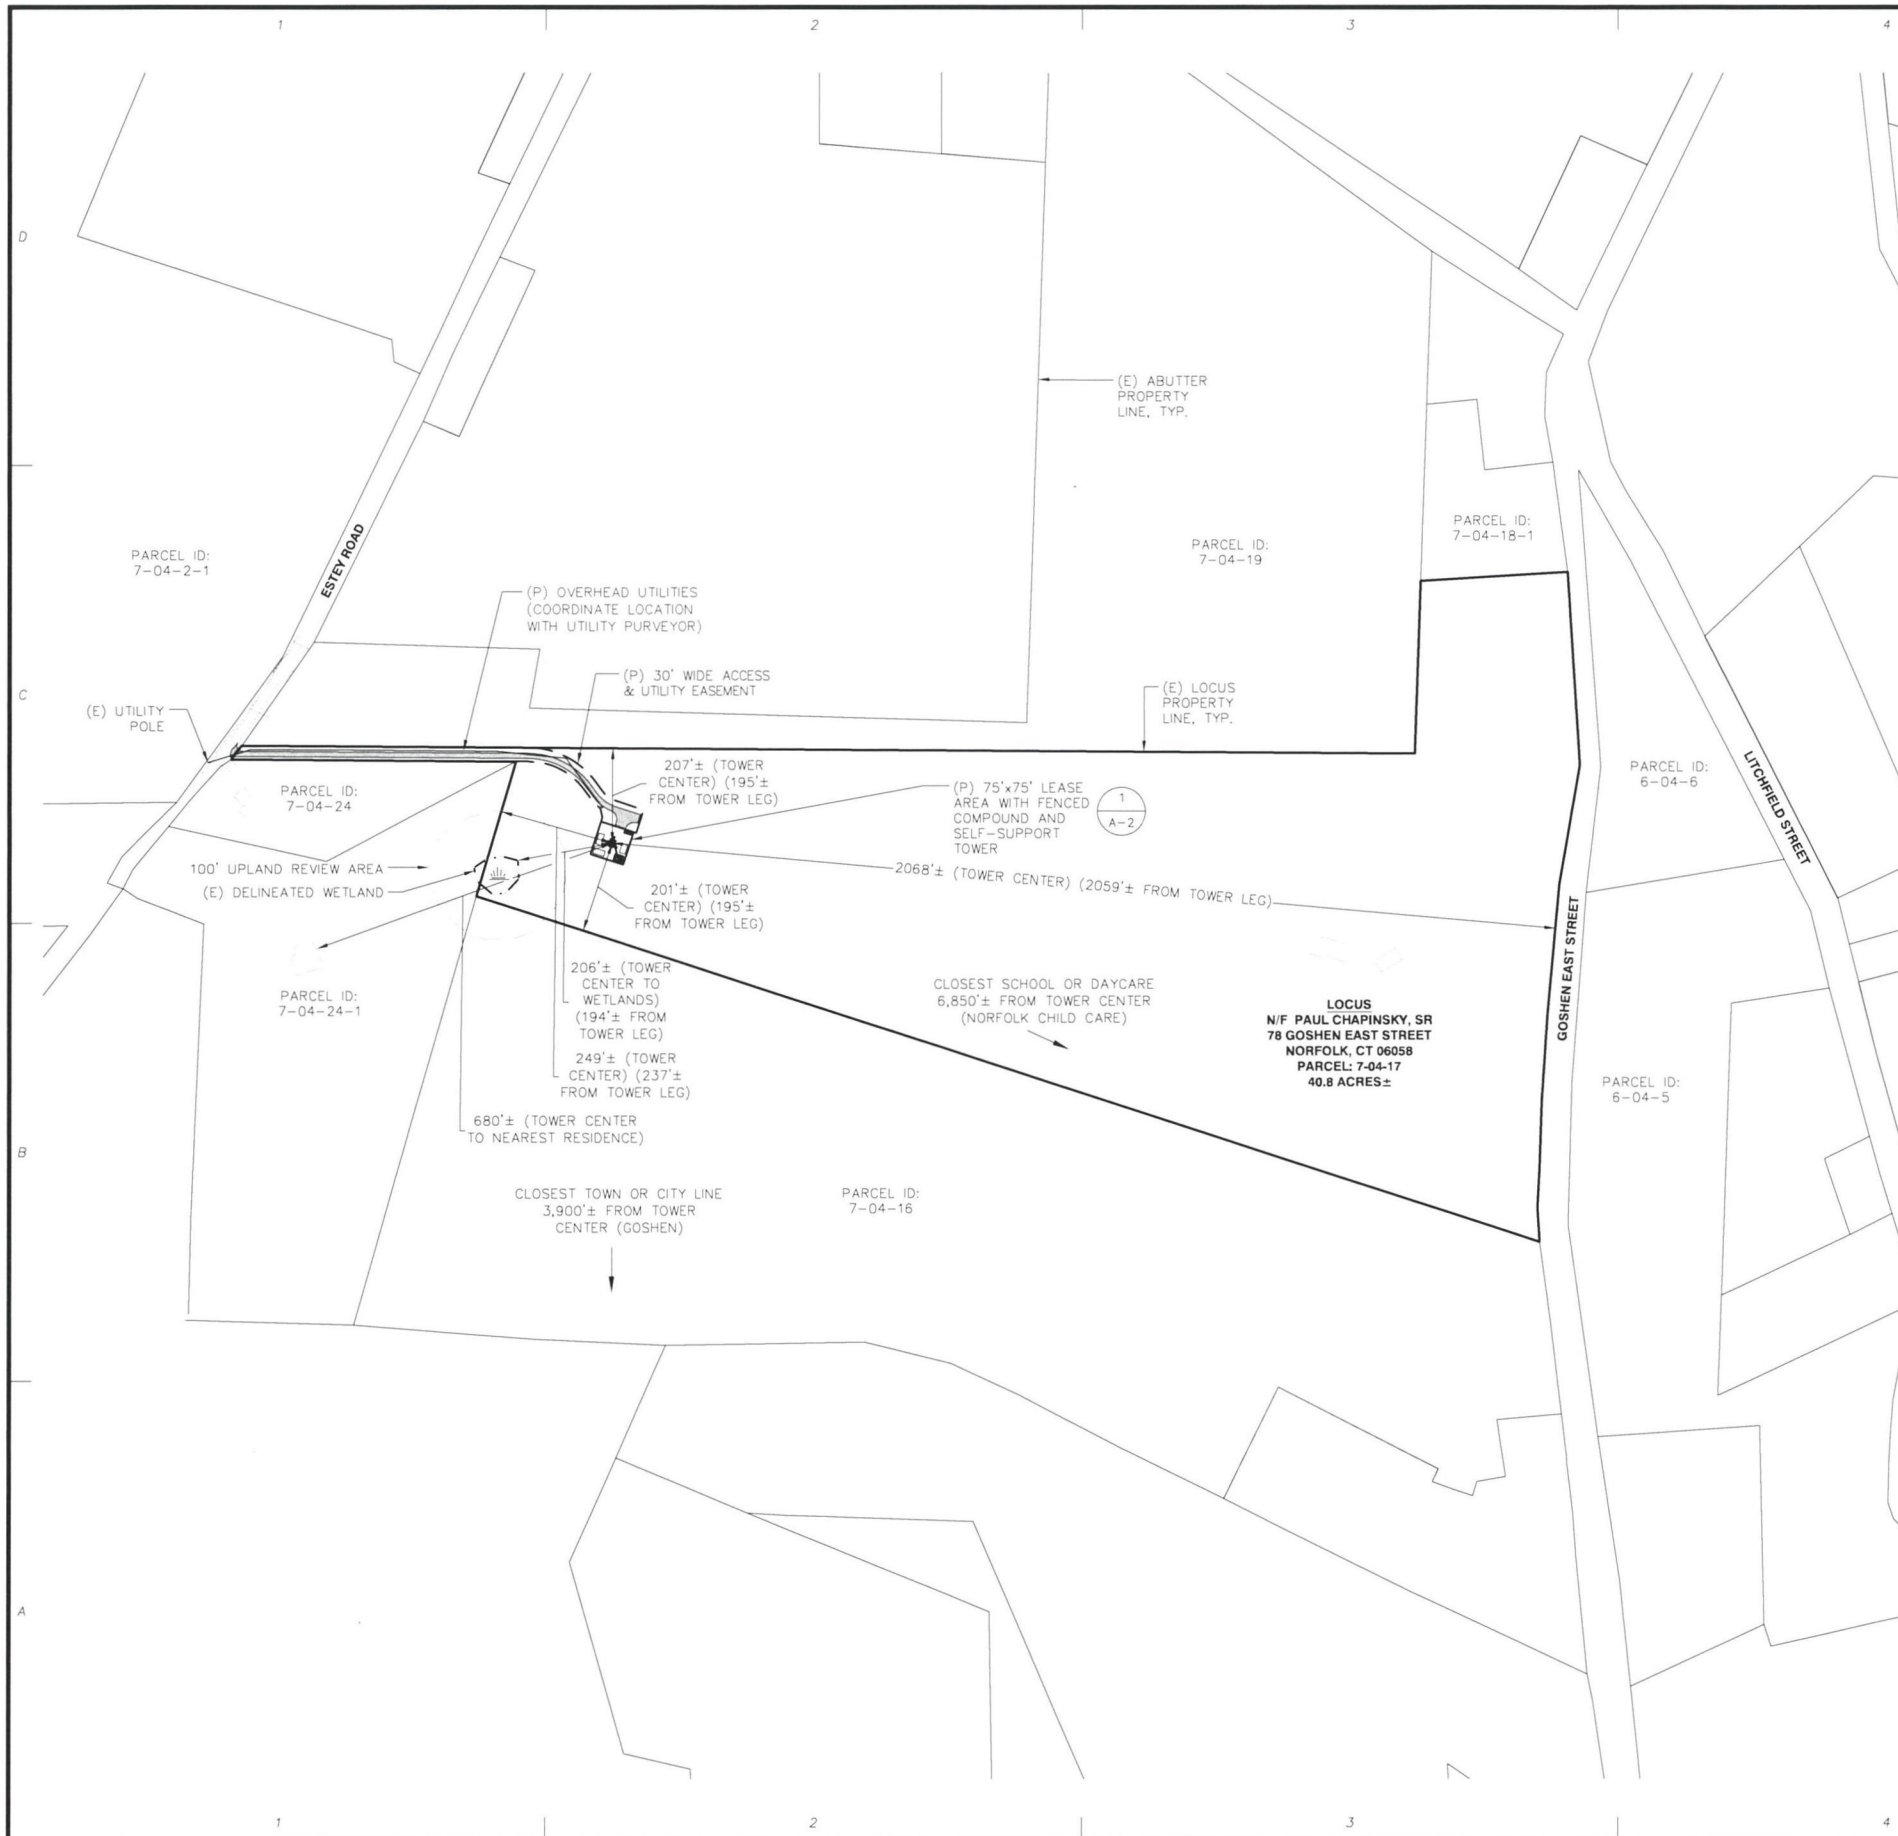 1
2
3
4
D
(E) ABUTTER
PROPERTY
LINE, TYP.
PARCEL ID:
7-04-2-1
ESTEY ROAD
PARCEL ID:
7-04-19
PARCEL ID:
7-04-18-1
(P) OVERHEAD UTILITIES
(COORDINATE LOCATION
WITH UTILITY PURVEYOR)
(P) 30' WIDE ACCESS
& UTILITY EASEMENT
C
(E) UTILITY
POLE
(E) LOCUS
PROPERTY
LINE, TYP.
207'± (TOWER
CENTER) (195'±
FROM TOWER LEG)
PARCEL ID:
7-04-24
(P) 75'x75' LEASE
AREA WITH FENCED
COMPOUND AND
SELF-SUPPORT
TOWER
1
A-2
PARCEL ID:
6-04-6
LITCHFIELD STREET
100' UPLAND REVIEW AREA
(E) DELINEATED WETLAND
2068'± (TOWER CENTER) (2059'± FROM TOWER LEG)
201'± (TOWER
CENTER) (195'±
FROM TOWER LEG)
GOSHEN EAST STREET
206'± (TOWER
CENTER TO
WETLANDS)
(194'± FROM
TOWER LEG)
PARCEL ID:
7-04-24-1
CLOSEST SCHOOL OR DAYCARE
6,850'± FROM TOWER CENTER
(NORFOLK CHILD CARE)
LOCUS
N/F PAUL CHAPINSKY, SR
78 GOSHEN EAST STREET
NORFOLK, CT 06058
PARCEL: 7-04-17
40.8 ACRES±
249'± (TOWER
CENTER) (237'±
FROM TOWER LEG)
PARCEL ID:
6-04-5
680'± (TOWER CENTER
TO NEAREST RESIDENCE)
B
CLOSEST TOWN OR CITY LINE
3,900'± FROM TOWER
CENTER (GOSHEN)
PARCEL ID:
7-04-16
A
1
2
3
4